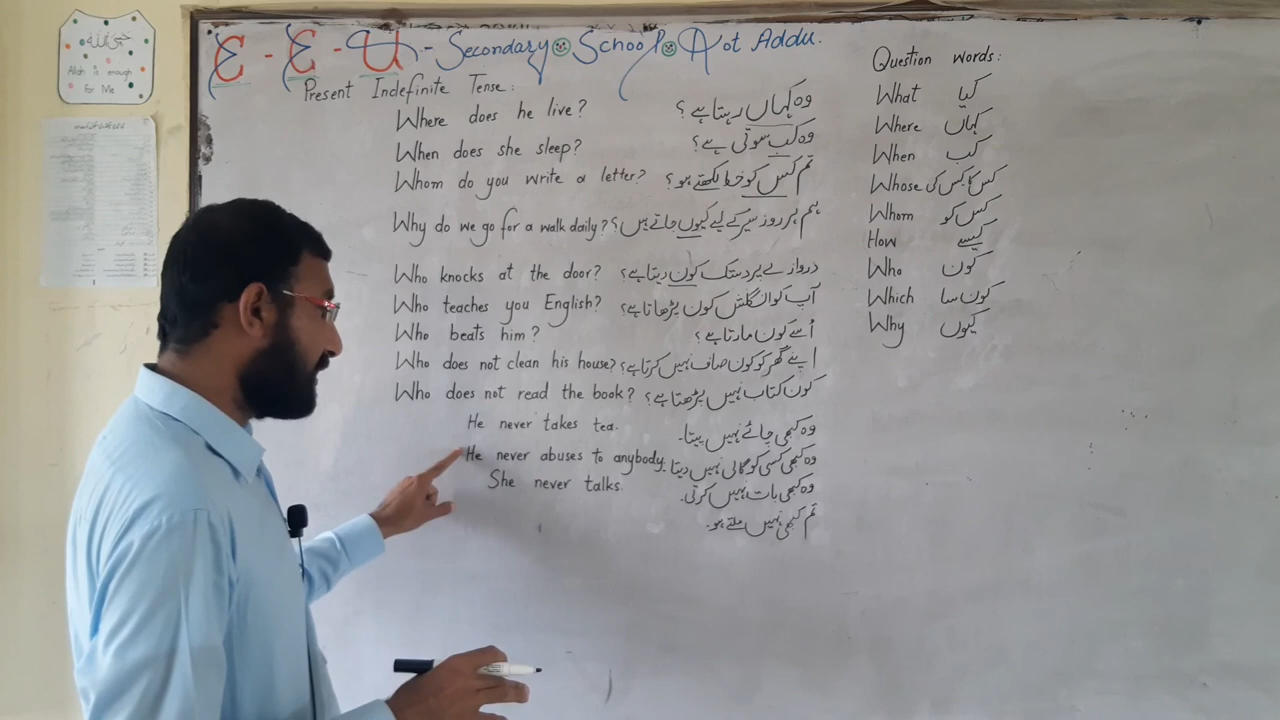 حسبی اللہ
Allah is enough
For Me
E - E - U - Secondary School Kot Addu.
Present Indefinite Tense:
Where does he live? وہ کہاں رہتا ہے؟
When does she sleep? وہ کب سوتی ہے؟
Whom do you write a letter? تم کس کو خط لکھتے ہو؟
Why do we go for a walk daily? ہم ہر روز سیر کے لیے کیوں جاتے ہیں؟
Who knocks at the door? دروازے پر دستک کون دیتا ہے؟
Who teaches you English? آپ کو انگلش کون پڑھاتا ہے؟
Who beats him? اُسے کون مارتا ہے؟
Who does not clean his house? اپنے گھر کو کون صاف نہیں کرتا ہے؟
Who does not read the book? کون کتاب نہیں پڑھتا ہے؟
He never takes tea. وہ کبھی چائے نہیں پیتا۔
He never abuses to anybody. وہ کبھی کسی کو گالی نہیں دیتا۔
She never talks. وہ کبھی بات نہیں کرتی۔
تم کبھی نہیں ملتے ہو۔
Question words:
What کیا
Where کہاں
When کب
Whose کس کا، کس کی
Whom کس کو
How کیسے
Who کون
Which کون سا
Why کیوں